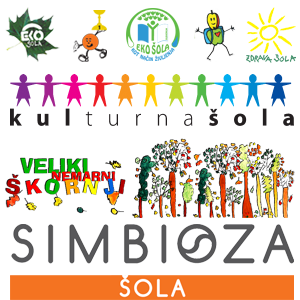 EKO
ŠOLA
EKO ŠOLA
KOT NAČIN ŽIVLJENJA
ZDRAVA ŠOLA
kulturnašola
VELIKI
NEMARNI
ŠKORNJI
SIMBIOZA
ŠOLA